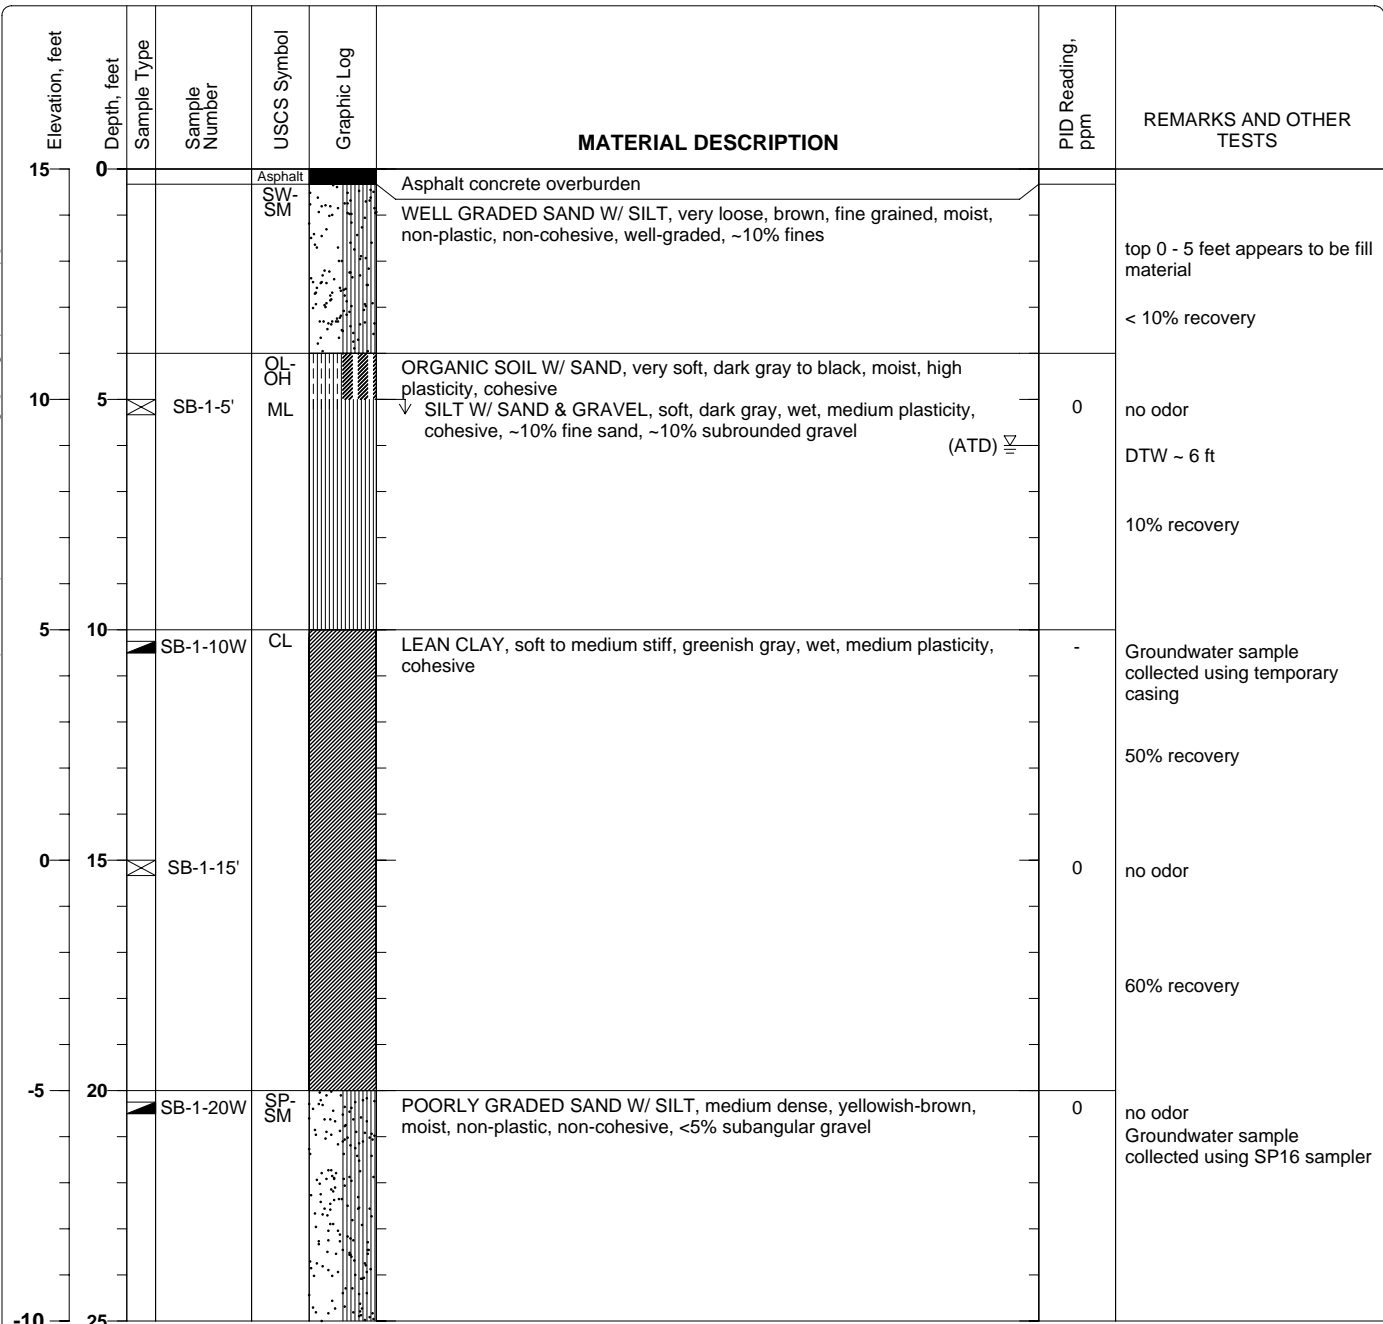 Elevation, feet
Depth, feet
Sample Type
Sample
Number
USCS Symbol
Graphic Log
MATERIAL DESCRIPTION
PID Reading,
ppm
REMARKS AND OTHER
TESTS
15 0
Asphalt
Asphalt concrete overburden
SW-
SM
WELL GRADED SAND W/ SILT, very loose, brown, fine grained, moist,
non-plastic, non-cohesive, well-graded, ~10% fines
top 0 - 5 feet appears to be fill
material
< 10% recovery
OL-
OH
ORGANIC SOIL W/ SAND, very soft, dark gray to black, moist, high
plasticity, cohesive
10 5 SB-1-5' ML
SILT W/ SAND & GRAVEL, soft, dark gray, wet, medium plasticity,
cohesive, ~10% fine sand, ~10% subrounded gravel
0 no odor
(ATD)
DTW ~ 6 ft
10% recovery
5 10
SB-1-10W CL
LEAN CLAY, soft to medium stiff, greenish gray, wet, medium plasticity,
cohesive
-
Groundwater sample
collected using temporary
casing
50% recovery
0 15 SB-1-15' 0 no odor
60% recovery
-5 20
SB-1-20W
SP-
SM
POORLY GRADED SAND W/ SILT, medium dense, yellowish-brown,
moist, non-plastic, non-cohesive, <5% subangular gravel
0 no odor
Groundwater sample
collected using SP16 sampler
-10 25